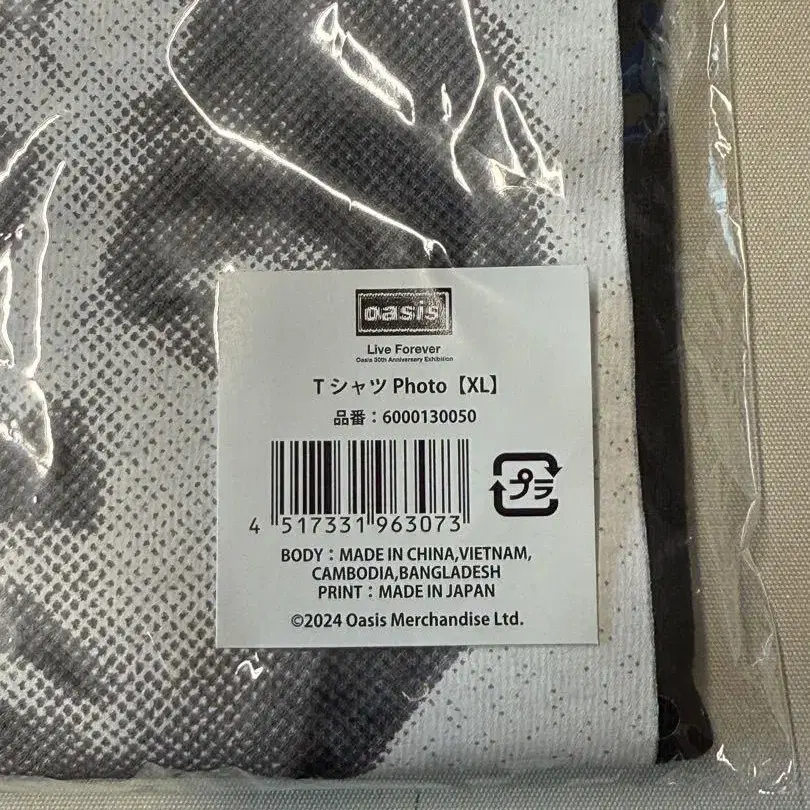 oasis
Live Forever
Oasis 30th Anniversary Exhibition
Tシャツ Photo【XL】
品番：6000130050
プラ
4 517331 963073
BODY：MADE IN CHINA,VIETNAM,
CAMBODIA,BANGLADESH
PRINT：MADE IN JAPAN
©2024 Oasis Merchandise Ltd.